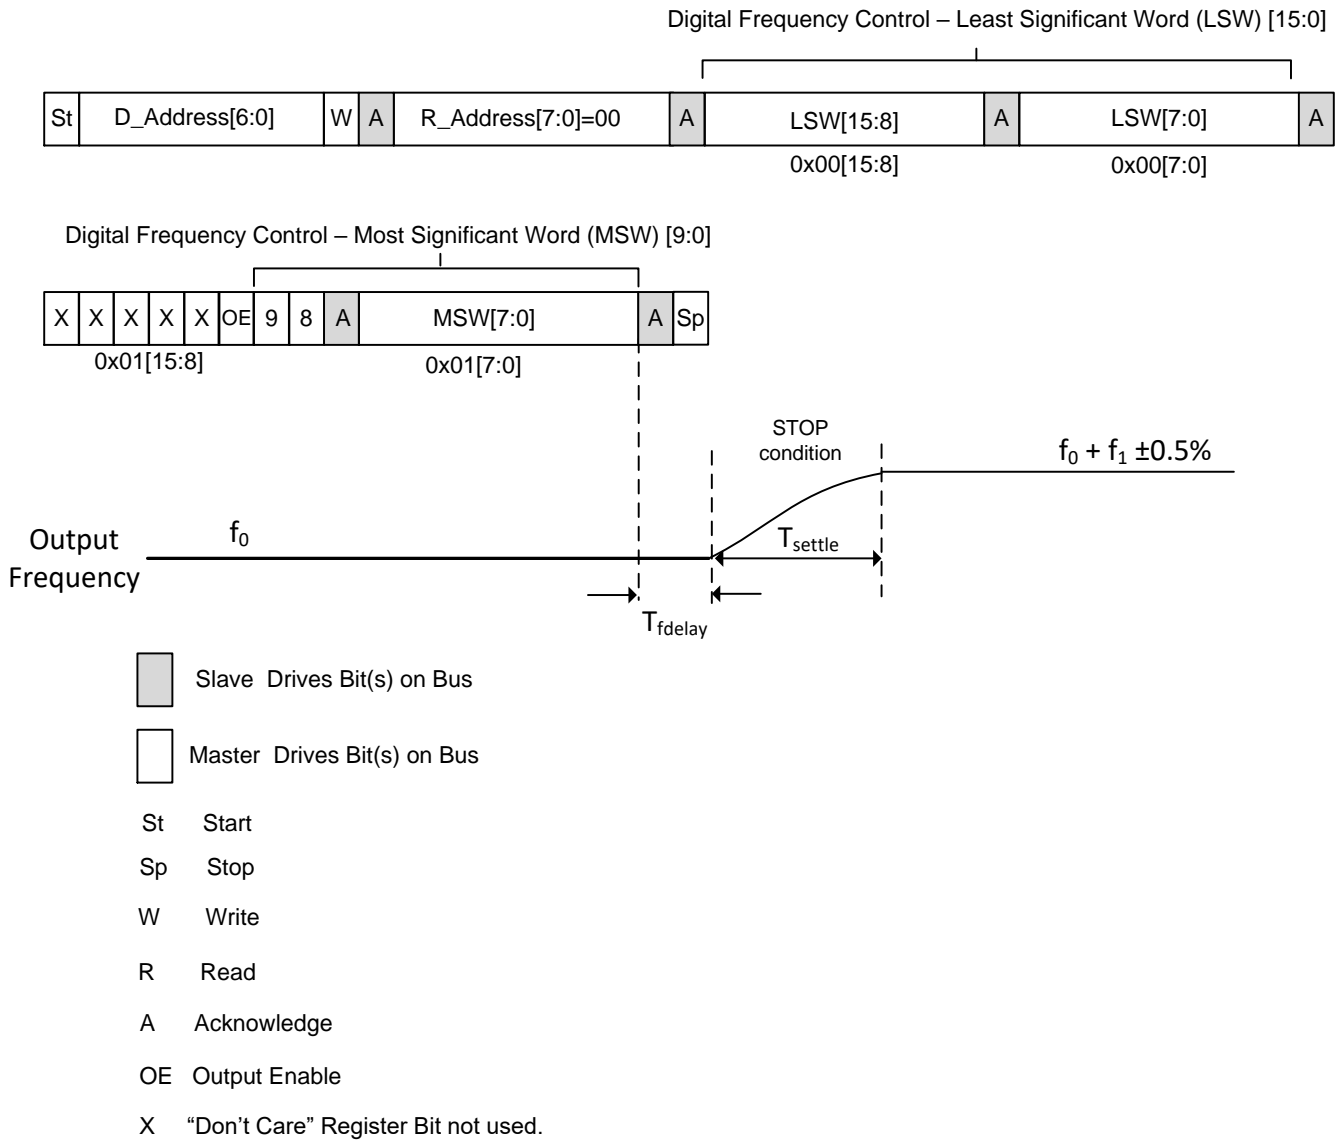 Digital Frequency Control – Least Significant Word (LSW) [15:0]
St D_Address[6:0] W A R_Address[7:0]=00 A LSW[15:8] A LSW[7:0] A
0x00[15:8] 0x00[7:0]
Digital Frequency Control – Most Significant Word (MSW) [9:0]
X X X X X OE 9 8 A MSW[7:0] A Sp
0x01[15:8] 0x01[7:0]
STOP
condition
f0 + f1 ±0.5%
Output
Frequency
f0
Tsettle
Tfdelay
Slave Drives Bit(s) on Bus
Master Drives Bit(s) on Bus
St Start
Sp Stop
W Write
R Read
A Acknowledge
OE Output Enable
X “Don’t Care” Register Bit not used.